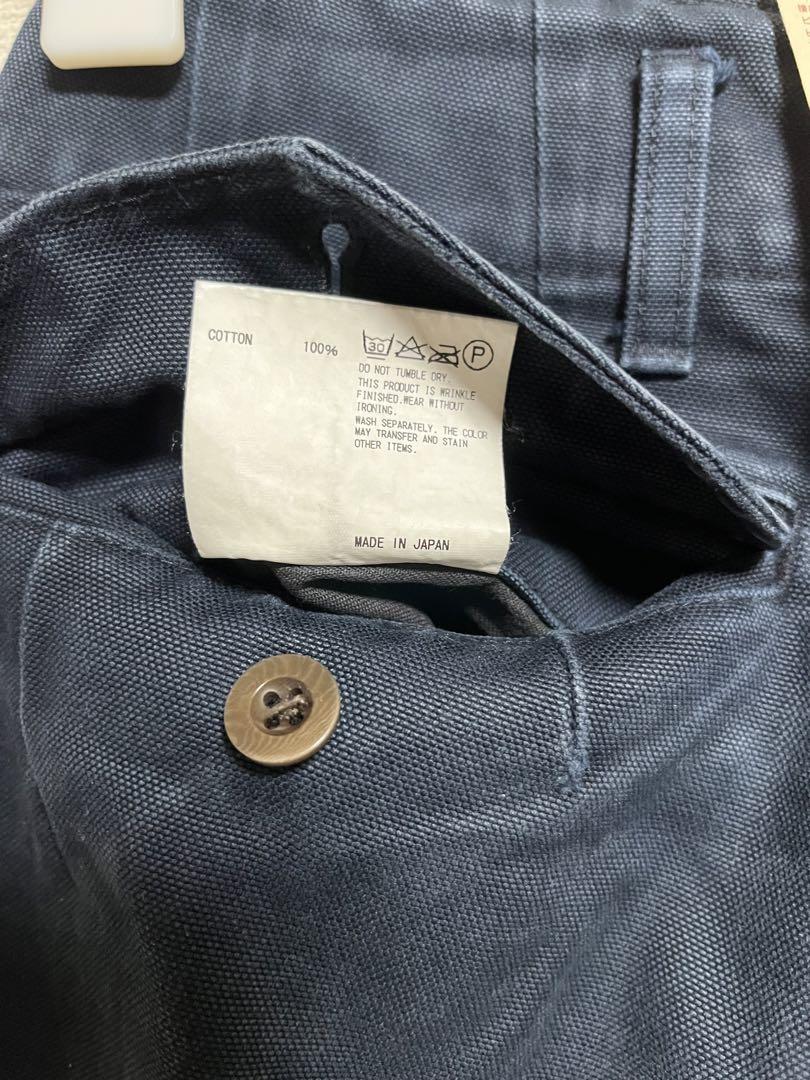 COTTON 100%
30 P
DO NOT TUMBLE DRY.
THIS PRODUCT IS WRINKLE
FINISHED.WEAR WITHOUT
IRONING.
WASH SEPARATELY. THE COLOR
MAY TRANSFER AND STAIN
OTHER ITEMS.
MADE IN JAPAN